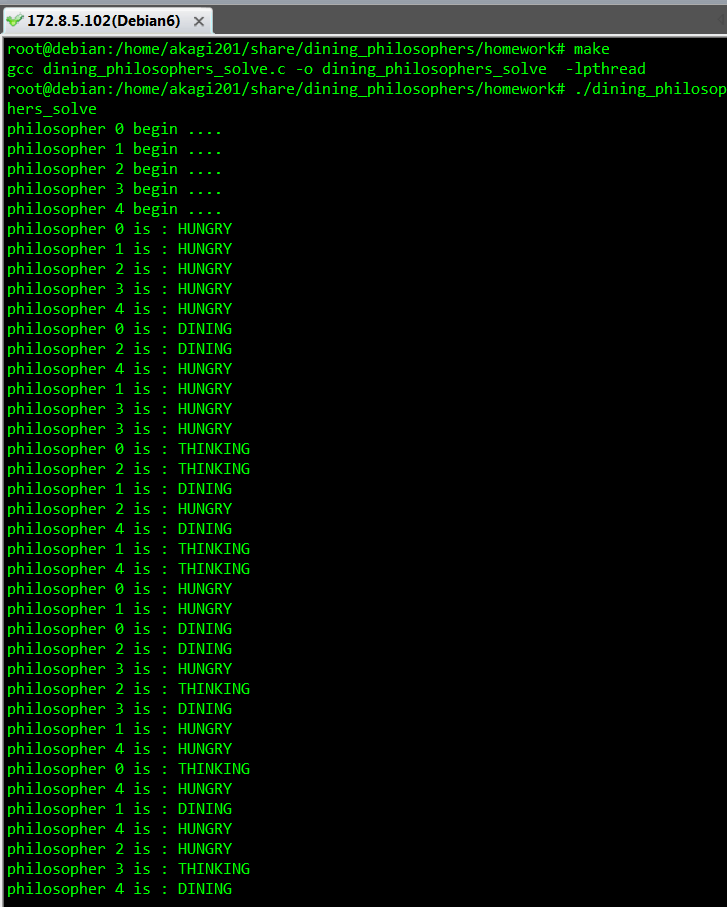 172.8.5.102(Debian6)
root@debian:/home/akagi201/share/dining_philosophers/homework# make
gcc dining_philosophers_solve.c -o dining_philosophers_solve  -lpthread
root@debian:/home/akagi201/share/dining_philosophers/homework# ./dining_philosop
hers_solve
philosopher 0 begin ....
philosopher 1 begin ....
philosopher 2 begin ....
philosopher 3 begin ....
philosopher 4 begin ....
philosopher 0 is : HUNGRY
philosopher 1 is : HUNGRY
philosopher 2 is : HUNGRY
philosopher 3 is : HUNGRY
philosopher 4 is : HUNGRY
philosopher 0 is : DINING
philosopher 2 is : DINING
philosopher 4 is : HUNGRY
philosopher 1 is : HUNGRY
philosopher 3 is : HUNGRY
philosopher 3 is : HUNGRY
philosopher 0 is : THINKING
philosopher 2 is : THINKING
philosopher 1 is : DINING
philosopher 2 is : HUNGRY
philosopher 4 is : DINING
philosopher 1 is : THINKING
philosopher 4 is : THINKING
philosopher 0 is : HUNGRY
philosopher 1 is : HUNGRY
philosopher 0 is : DINING
philosopher 2 is : DINING
philosopher 3 is : HUNGRY
philosopher 2 is : THINKING
philosopher 3 is : DINING
philosopher 1 is : HUNGRY
philosopher 4 is : HUNGRY
philosopher 0 is : THINKING
philosopher 4 is : HUNGRY
philosopher 1 is : DINING
philosopher 4 is : HUNGRY
philosopher 2 is : HUNGRY
philosopher 3 is : THINKING
philosopher 4 is : DINING